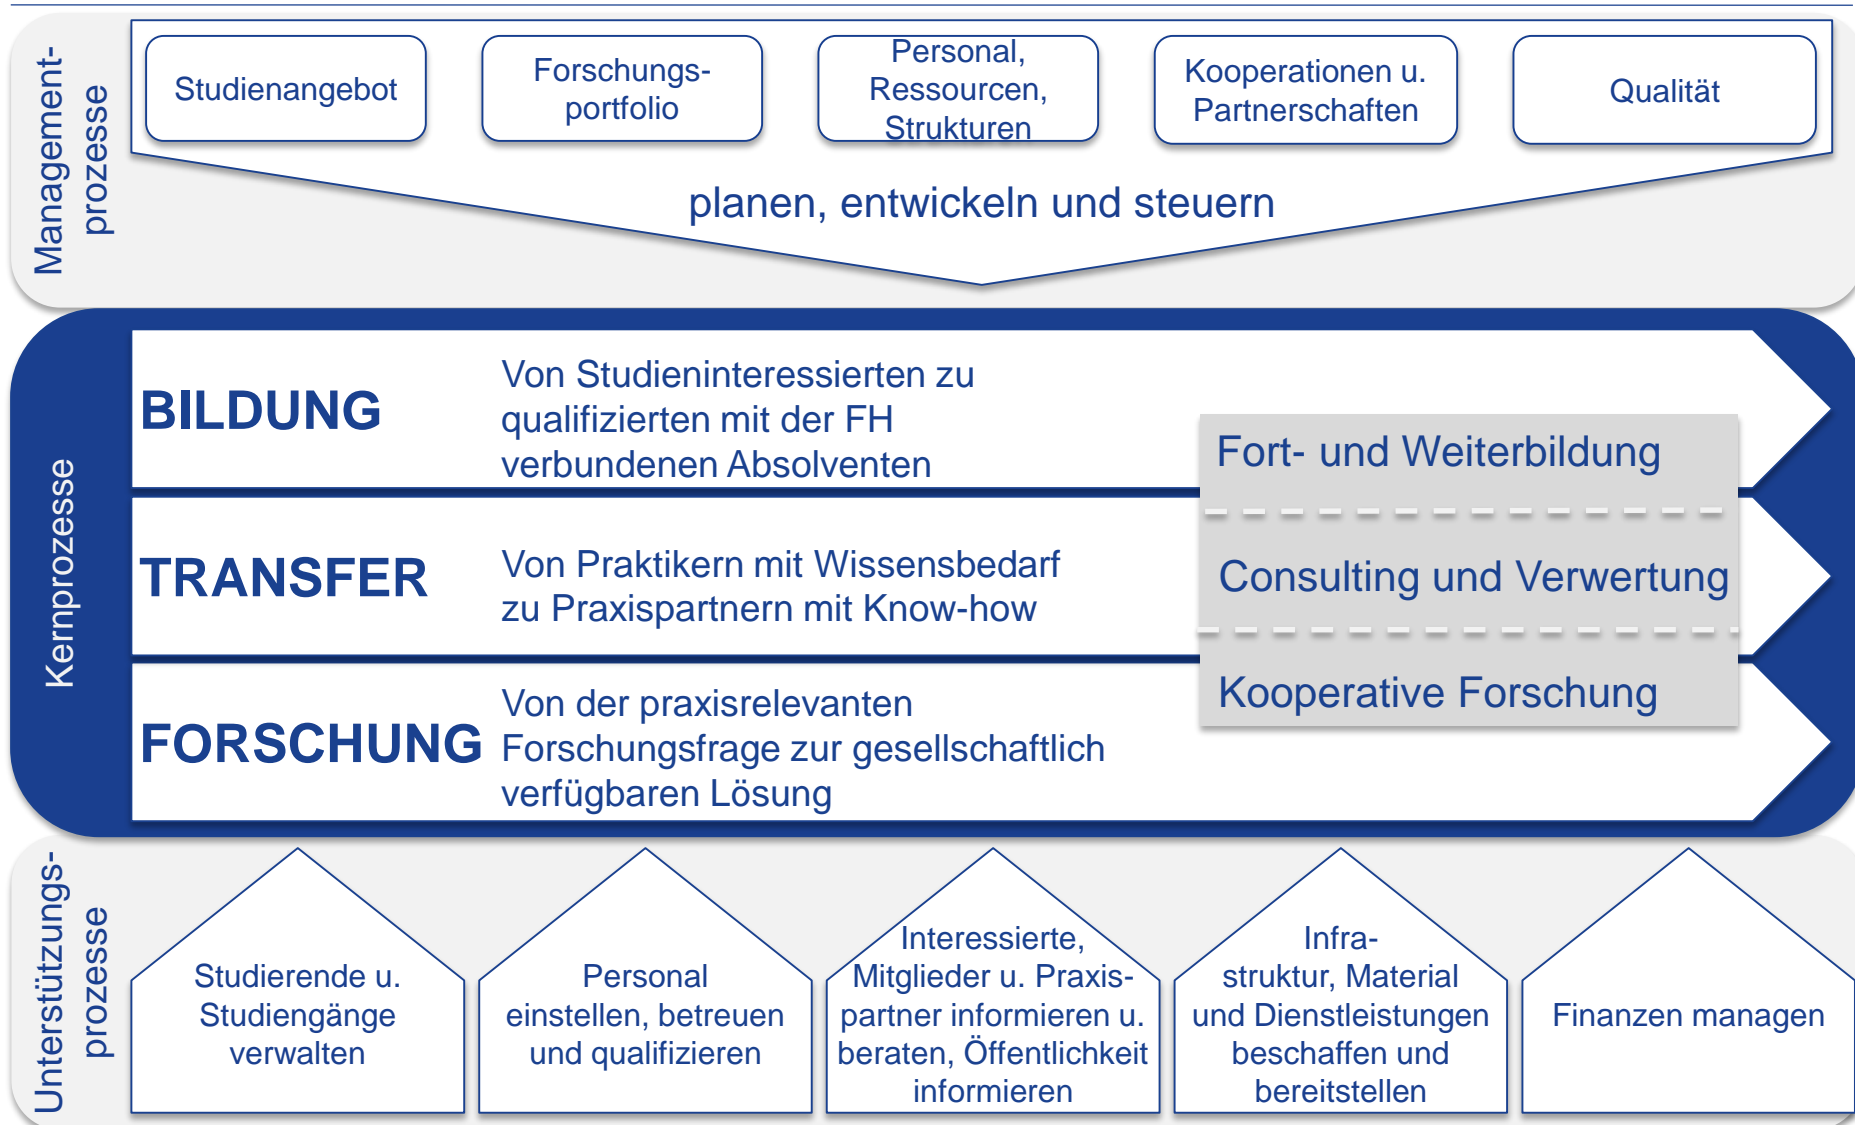 Management-
prozesse
Studienangebot
Forschungs-
portfolio
Personal,
Ressourcen,
Strukturen
Kooperationen u.
Partnerschaften
Qualität
planen, entwickeln und steuern
Kernprozesse
BILDUNG
Von Studieninteressierten zu
qualifizierten mit der FH
verbundenen Absolventen
TRANSFER
Von Praktikern mit Wissensbedarf
zu Praxispartnern mit Know-how
FORSCHUNG
Von der praxisrelevanten
Forschungsfrage zur gesellschaftlich
verfügbaren Lösung
Fort- und Weiterbildung
Consulting und Verwertung
Kooperative Forschung
Unterstützungs-
prozesse
Studierende u.
Studiengänge
verwalten
Personal
einstellen, betreuen
und qualifizieren
Interessierte,
Mitglieder u. Praxis-
partner informieren u.
beraten, Öffentlichkeit
informieren
Infra-
struktur, Material
und Dienstleistungen
beschaffen und
bereitstellen
Finanzen managen